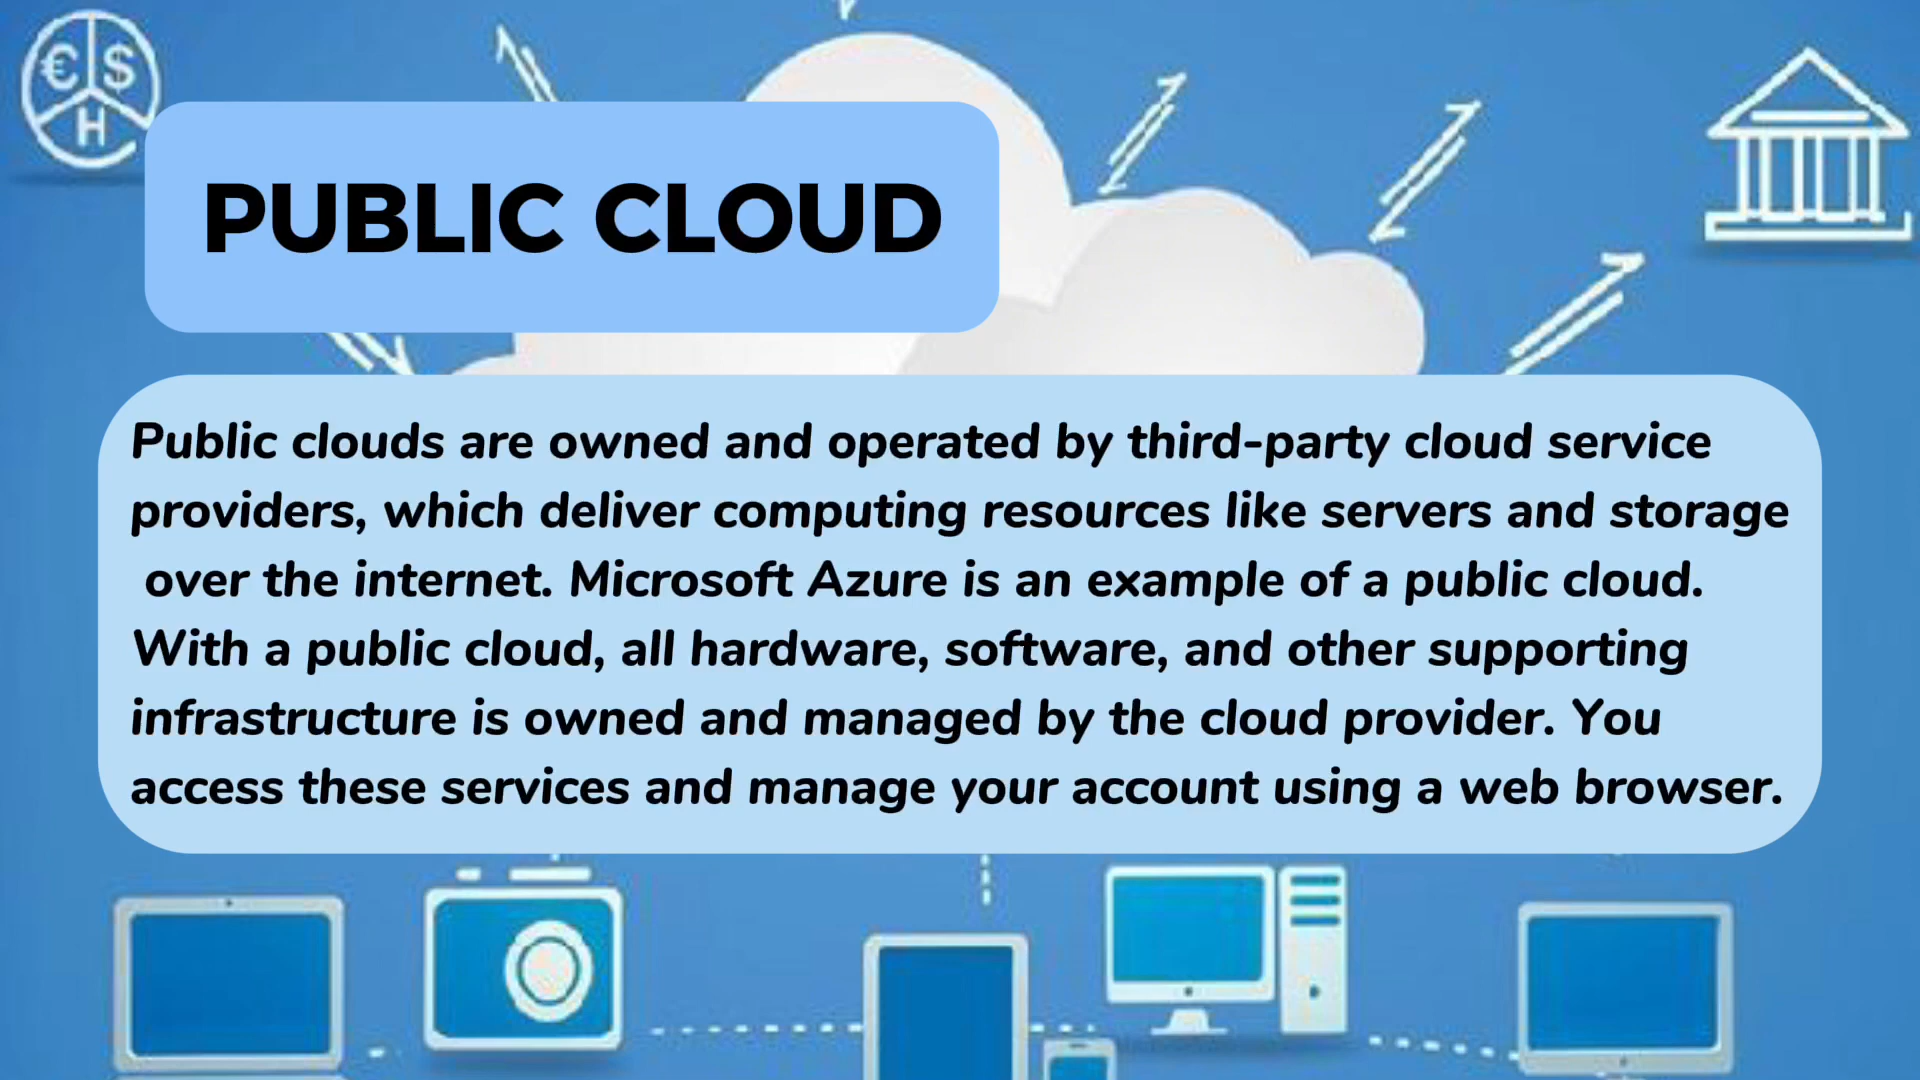 € $
H
PUBLIC CLOUD
Public clouds are owned and operated by third-party cloud service
providers, which deliver computing resources like servers and storage
over the internet. Microsoft Azure is an example of a public cloud.
With a public cloud, all hardware, software, and other supporting
infrastructure is owned and managed by the cloud provider. You
access these services and manage your account using a web browser.